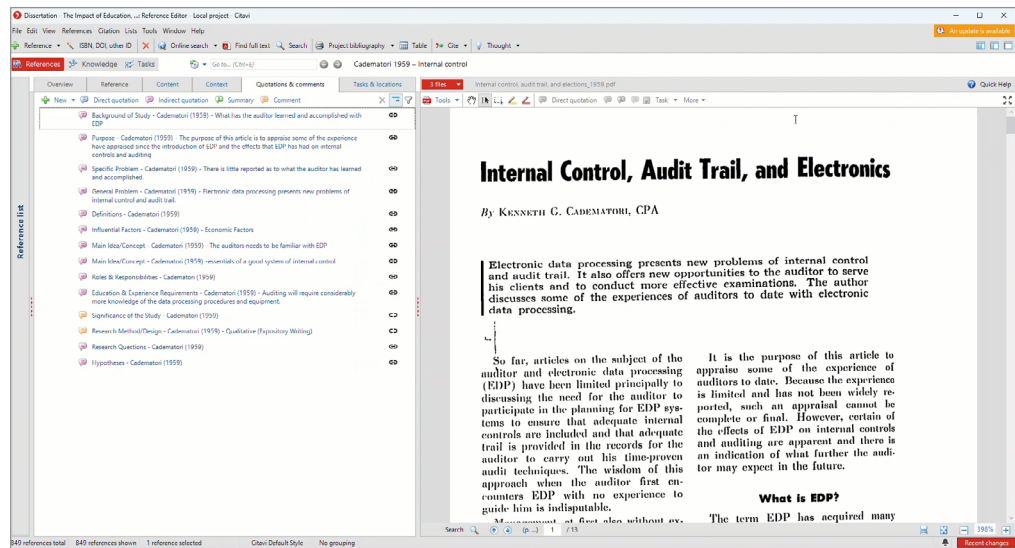 Dissertation - The Impact of Education, ...: Reference Editor - Local project - Citavi
File Edit View References Citation Lists Tools Window Help
An update is available
Reference ISBN, DOI, other ID Online search Find full text Search Project bibliography Table Cite Thought
References Knowledge Tasks Go to... (Ctrl+E) Cadematori 1959 – Internal control
Overview Reference Content Context Quotations & comments Tasks & locations
3 files Internal control, audit trail, and elections_1959.pdf Quick Help
New Direct quotation Indirect quotation Summary Comment
Tools Direct quotation Task More
Reference list
Background of Study - Cadematori (1959) - What has the auditor learned and accomplished with
EDP
Purpose - Cadematori (1959) - The purpose of this article is to appraise some of the experience
have appraised since the introduction of EDP and the effects that EDP has had on internal
controls and auditing
Specific Problem - Cadematori (1959) - There is little reported as to what the auditor has learned
and accomplished.
General Problem - Cadematori (1959) - Electronic data processing presents new problems of
internal control and audit trail.
Definitions - Cadematori (1959)
Influential Factors - Cadematori (1959) - Economic Factors
Main Idea/Concept - Cadematori (1959) - The auditors needs to be familiar with EDP
Main Idea/Concept - Cadematori (1959) -essentials of a good system of internal control
Roles & Responsibilities - Cadematori (1959)
Education & Experience Requirements - Cadematori (1959) - Auditing will require considerably
more knowledge of the data processing procedures and equipment.
Significance of the Study - Cadematori (1959)
Research Method/Design - Cadematori (1959) - Qualitative (Expository Writing)
Research Questions - Cadematori (1959)
Hypotheses - Cadematori (1959)
Internal Control, Audit Trail, and Electronics
By KENNETH G. CADEMATORI, CPA
Electronic data processing presents new problems of internal control
and audit trail. It also offers new opportunities to the auditor to serve
his clients and to conduct more effective examinations. The author
discusses some of the experiences of auditors to date with electronic
data processing.
So far, articles on the subject of the
auditor and electronic data processing
(EDP) have been limited principally to
discussing the need for the auditor to
participate in the planning for EDP sys-
tems to ensure that adequate internal
controls are included and that adequate
trail is provided in the records for the
auditor to carry out his time-proven
audit techniques. The wisdom of this
approach when the auditor first en-
counters EDP with no experience to
guide him is indisputable.
Management, at first also without ex-
It is the purpose of this article to
appraise some of the experience of
auditors to date. Because the experience
is limited and has not been widely re-
ported, such an appraisal cannot be
complete or final. However, certain of
the effects of EDP on internal controls
and auditing are apparent and there is
an indication of what further the audi-
tor may expect in the future.
What is EDP?
The term EDP has acquired many
Search (p....) 1 / 13 398%
849 references total 849 references shown 1 reference selected Citavi Default Style No grouping Recent changes